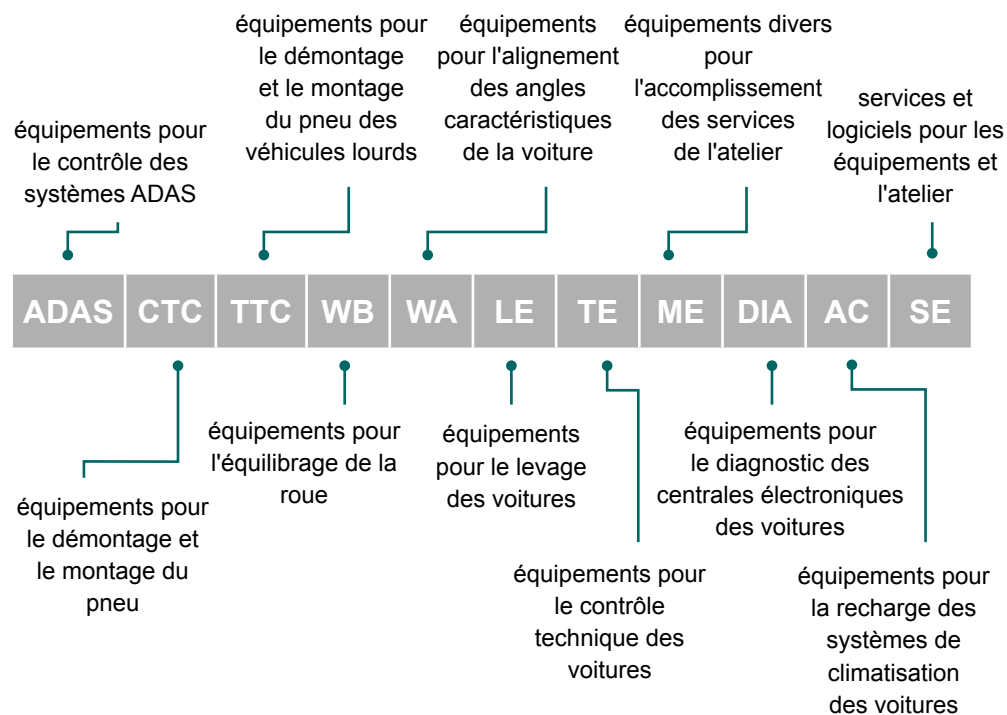 équipements pour
le démontage
et le montage
du pneu des
véhicules lourds
équipements
pour l'alignement
des angles
caractéristiques
de la voiture
équipements divers
pour
l'accomplissement
des services
de l'atelier
services et
logiciels pour les
équipements et
l'atelier
équipements pour
le contrôle des
systèmes ADAS
ADAS CTC TTC WB WA LE TE ME DIA AC SE
équipements pour
le démontage et
le montage du
pneu
équipements pour
l'équilibrage de la
roue
équipements
pour le levage
des voitures
équipements pour
le contrôle
technique des
voitures
équipements pour
le diagnostic des
centrales électroniques
des voitures
équipements pour
la recharge des
systèmes de
climatisation
des voitures